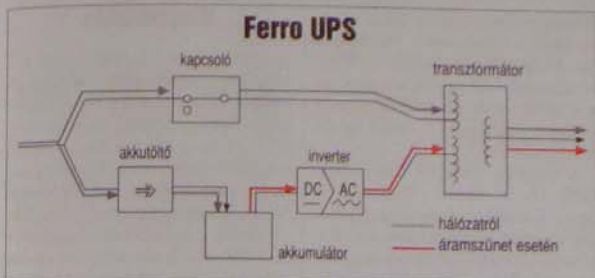 Ferro UPS
kapcsoló
transzformátor
akkutöltő
inverter
DC AC
akkumulátor
hálózatról
áramszünet esetén